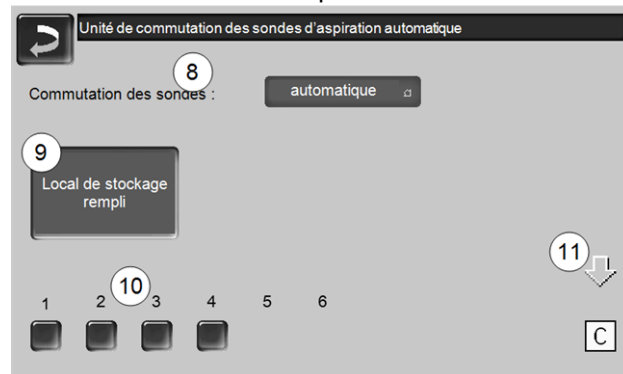 Unité de commutation des sondes d'aspiration automatique
8
Commutation des sondes :
automatique
9
Local de stockage
rempli
11
10
1 2 3 4 5 6
C